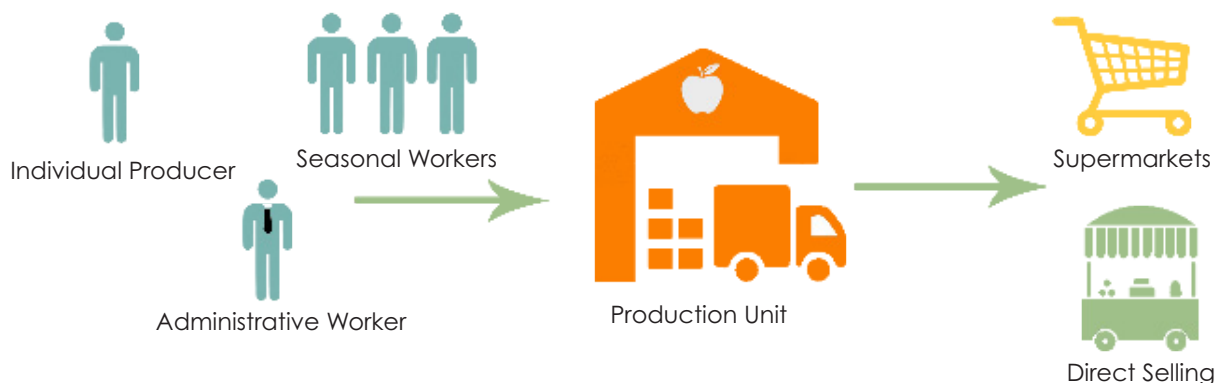 Individual Producer
Seasonal Workers
Administrative Worker
Production Unit
Supermarkets
Direct Selling